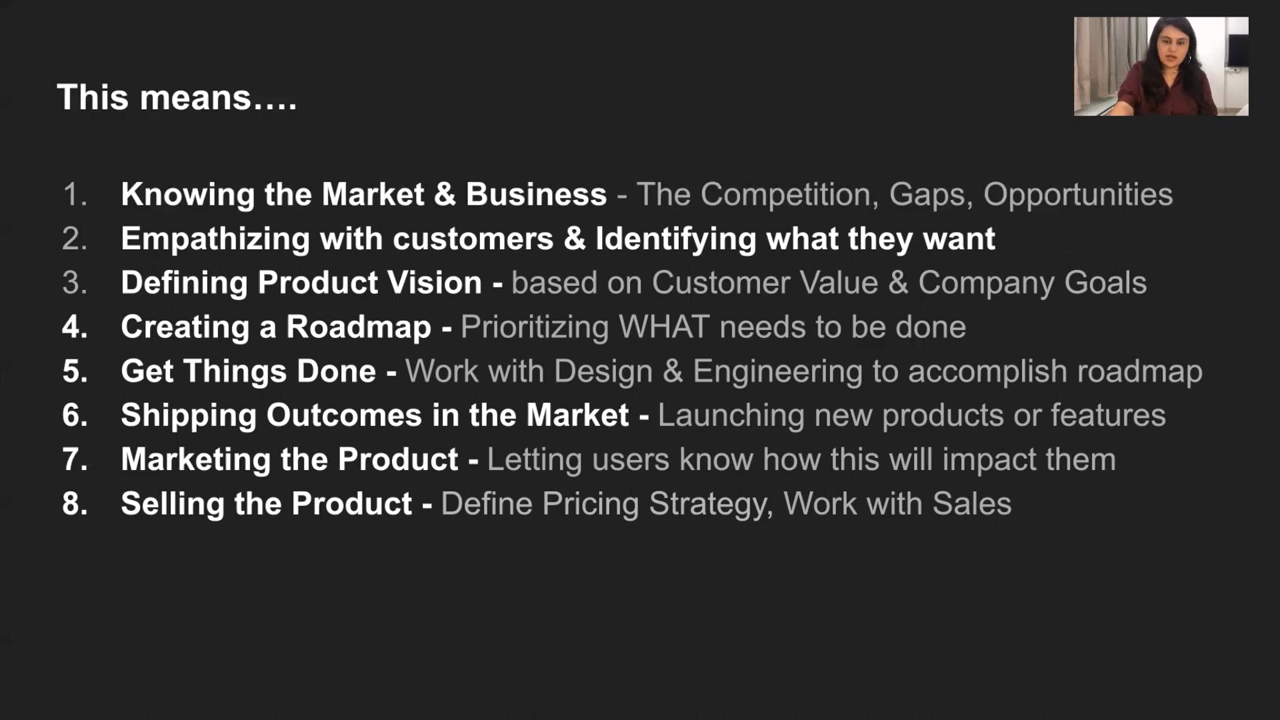 This means….
1. Knowing the Market & Business - The Competition, Gaps, Opportunities
2. Empathizing with customers & Identifying what they want
3. Defining Product Vision - based on Customer Value & Company Goals
4. Creating a Roadmap - Prioritizing WHAT needs to be done
5. Get Things Done - Work with Design & Engineering to accomplish roadmap
6. Shipping Outcomes in the Market - Launching new products or features
7. Marketing the Product - Letting users know how this will impact them
8. Selling the Product - Define Pricing Strategy, Work with Sales